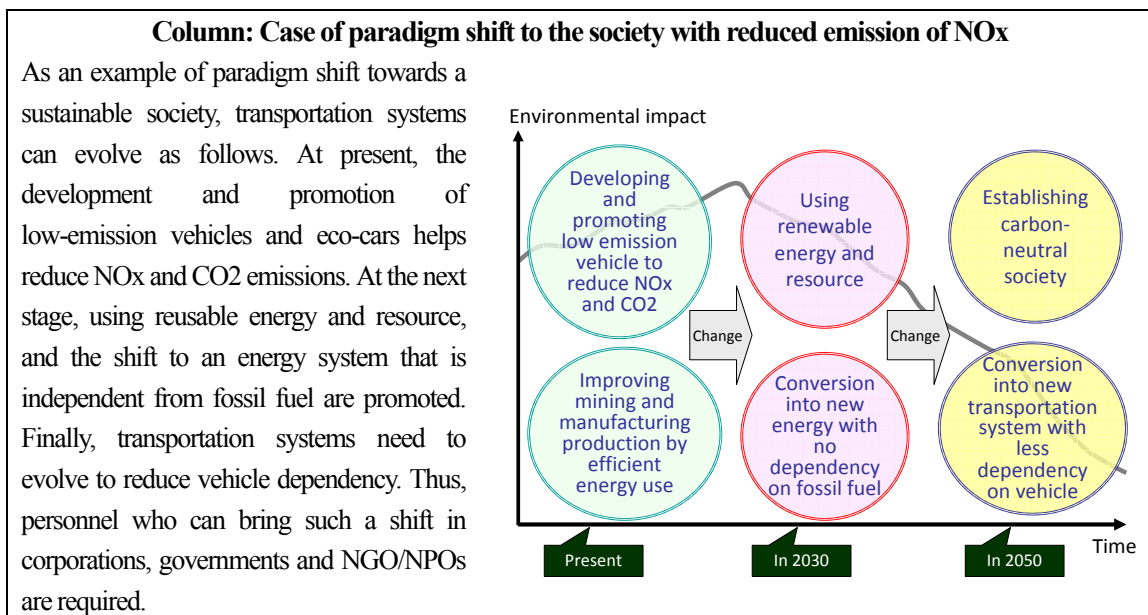 Column: Case of paradigm shift to the society with reduced emission of NOx
As an example of paradigm shift towards a
sustainable society, transportation systems
can evolve as follows. At present, the
development and promotion of
low-emission vehicles and eco-cars helps
reduce NOx and CO2 emissions. At the next
stage, using reusable energy and resource,
and the shift to an energy system that is
independent from fossil fuel are promoted.
Finally, transportation systems need to
evolve to reduce vehicle dependency. Thus,
personnel who can bring such a shift in
corporations, governments and NGO/NPOs
are required.
Environmental impact
Developing
and
promoting
low emission
vehicle to
reduce NOx
and CO2
Using
renewable
energy and
resource
Establishing
carbon-
neutral
society
Change
Change
Improving
mining and
manufacturing
production by
efficient
energy use
Conversion
into new
energy with
no
dependency
on fossil fuel
Conversion
into new
transportation
system with
less
dependency
on vehicle
Time
Present
In 2030
In 2050